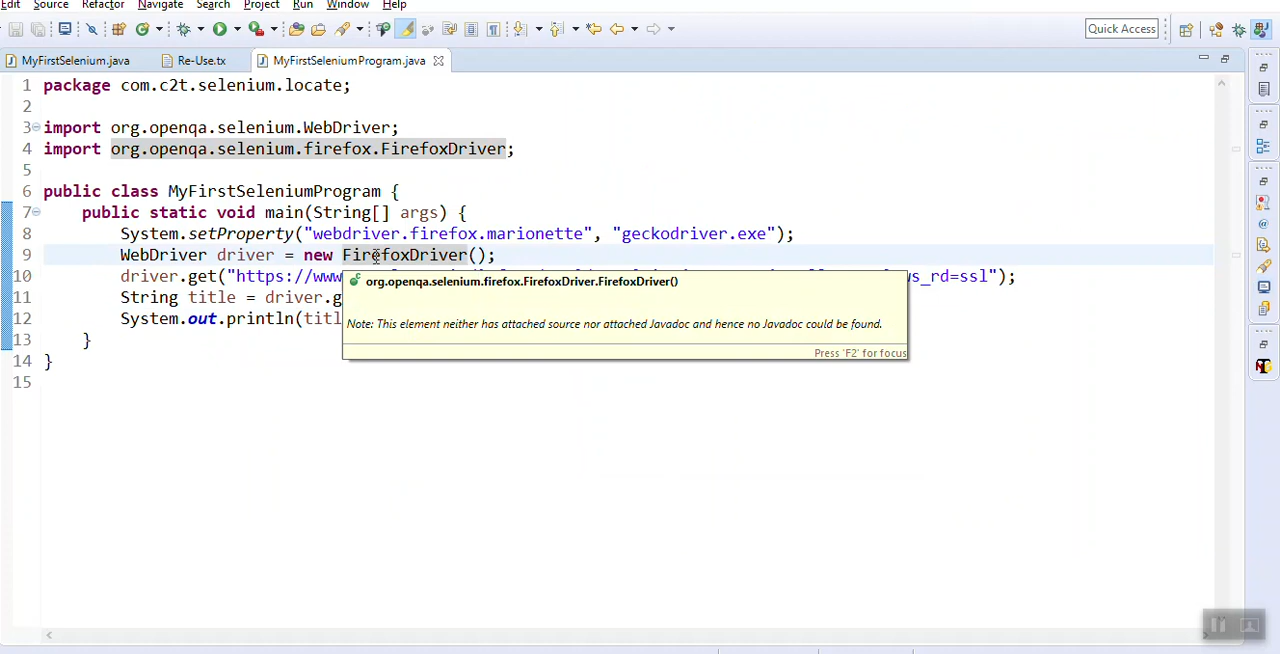 Edit Source Refactor Navigate Search Project Run Window Help
Quick Access
MyFirstSelenium.java Re-Use.tx MyFirstSeleniumProgram.java
1 package com.c2t.selenium.locate;
2
3 import org.openqa.selenium.WebDriver;
4 import org.openqa.selenium.firefox.FirefoxDriver;
5
6 public class MyFirstSeleniumProgram {
7 public static void main(String[] args) {
8 System.setProperty("webdriver.firefox.marionette", "geckodriver.exe");
9 WebDriver driver = new FirefoxDriver();
10 driver.get("https://www s_rd=ssl");
11 String title = driver.g
12 System.out.println(titl
13 }
14 }
15
org.openqa.selenium.firefox.FirefoxDriver.FirefoxDriver()
Note: This element neither has attached source nor attached Javadoc and hence no Javadoc could be found.
Press 'F2' for focus